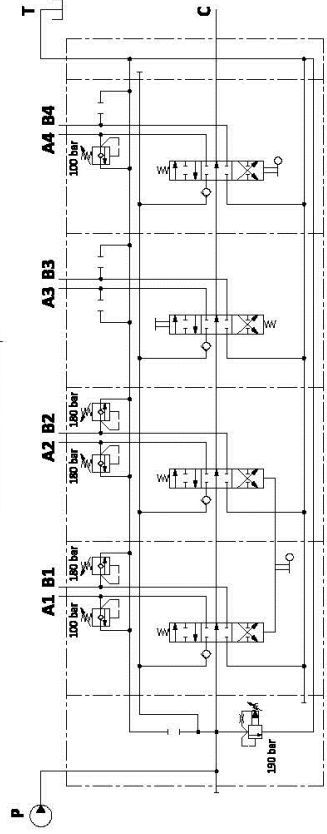 T
C
A4 B4
100 bar
A3 B3
A2 B2
180 bar
180 bar
A1 B1
100 bar
180 bar
190 bar
P